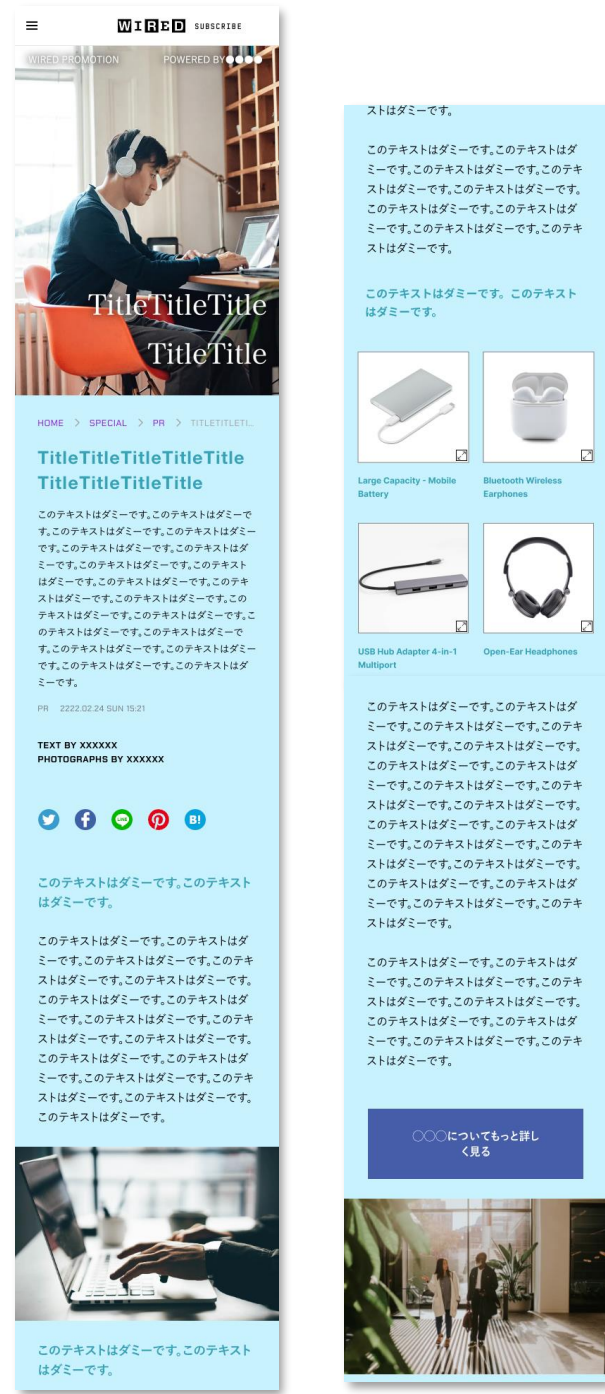 WIRED SUBSCRIBE
WIRED PROMOTION POWERED BY●●●●
TitleTitleTitle
TitleTitle
HOME > SPECIAL > PR > TITLETITLETI...
TitleTitleTitleTitleTitle
TitleTitleTitleTitle
このテキストはダミーです。このテキストはダミーで
す。このテキストはダミーです。このテキストはダミー
です。このテキストはダミーです。このテキストはダ
ミーです。このテキストはダミーです。このテキスト
はダミーです。このテキストはダミーです。このテキ
ストはダミーです。このテキストはダミーです。この
テキストはダミーです。このテキストはダミーです。こ
のテキストはダミーです。このテキストはダミーで
す。このテキストはダミーです。このテキストはダミー
です。このテキストはダミーです。このテキストはダ
ミーです。
PR 2222.02.24 SUN 15:21
TEXT BY XXXXXX
PHOTOGRAPHS BY XXXXXX
LINE B!
このテキストはダミーです。このテキスト
はダミーです。
このテキストはダミーです。このテキストはダ
ミーです。このテキストはダミーです。このテキ
ストはダミーです。このテキストはダミーです。
このテキストはダミーです。このテキストはダ
ミーです。このテキストはダミーです。このテキ
ストはダミーです。このテキストはダミーです。
このテキストはダミーです。このテキストはダ
ミーです。このテキストはダミーです。このテキ
ストはダミーです。このテキストはダミーです。
このテキストはダミーです。
このテキストはダミーです。このテキスト
はダミーです。
ストはダミーです。
このテキストはダミーです。このテキストはダ
ミーです。このテキストはダミーです。このテキ
ストはダミーです。このテキストはダミーです。
このテキストはダミーです。このテキストはダ
ミーです。このテキストはダミーです。このテキ
ストはダミーです。
このテキストはダミーです。このテキスト
はダミーです。
Large Capacity - Mobile
Battery
Bluetooth Wireless
Earphones
USB Hub Adapter 4-in-1
Multiport
Open-Ear Headphones
このテキストはダミーです。このテキストはダ
ミーです。このテキストはダミーです。このテキ
ストはダミーです。このテキストはダミーです。
このテキストはダミーです。このテキストはダ
ミーです。このテキストはダミーです。このテキ
ストはダミーです。このテキストはダミーです。
このテキストはダミーです。このテキストはダ
ミーです。このテキストはダミーです。このテキ
ストはダミーです。このテキストはダミーです。
このテキストはダミーです。このテキストはダ
ミーです。このテキストはダミーです。このテキ
ストはダミーです。
このテキストはダミーです。このテキストはダ
ミーです。このテキストはダミーです。このテキ
ストはダミーです。このテキストはダミーです。
このテキストはダミーです。このテキストはダ
ミーです。このテキストはダミーです。このテキ
ストはダミーです。
○○○についてもっと詳し
く見る